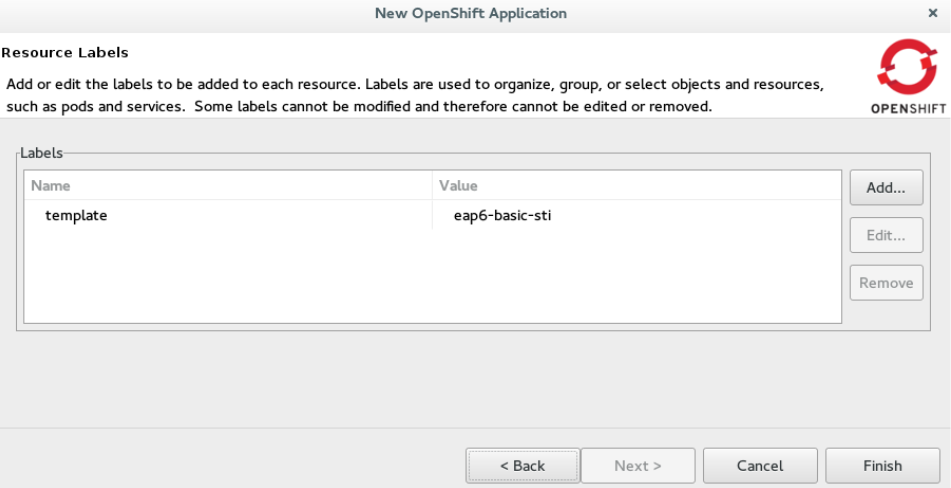 New OpenShift Application
×
Resource Labels
Add or edit the labels to be added to each resource. Labels are used to organize, group, or select objects and resources,
such as pods and services.  Some labels cannot be modified and therefore cannot be edited or removed.
OPENSHIFT
Labels
Name Value
Add...
template eap6-basic-sti
Edit...
Remove
< Back Next > Cancel Finish